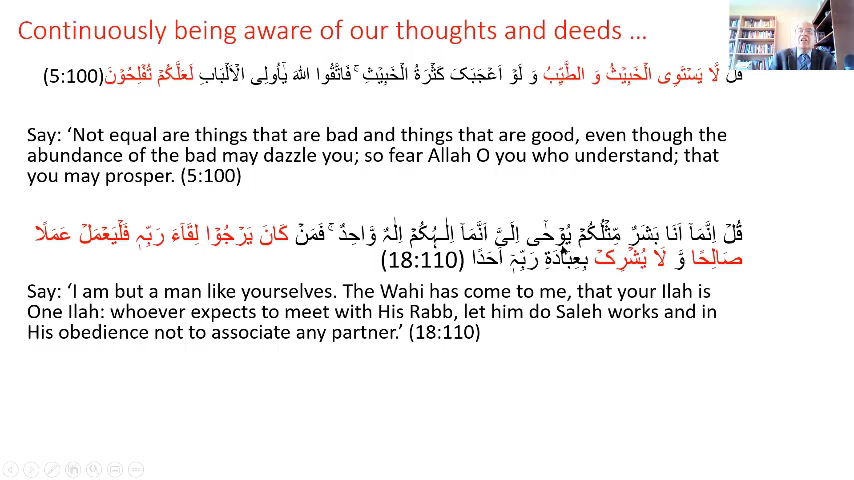 Continuously being aware of our thoughts and deeds …
قُلْ لَّا یَسْتَوِی الْخَبِیْثُ وَ الطَّیِّبُ وَ لَوْ اَعْجَبَکَ کَثْرَۃُ الْخَبِیْثِ ۚ فَاتَّقُوا اللّٰہَ یٰۤاُولِی الْاَلْبَابِ لَعَلَّکُمْ تُفْلِحُوْنَ (5:100)
Say: ‘Not equal are things that are bad and things that are good, even though the
abundance of the bad may dazzle you; so fear Allah O you who understand; that
you may prosper. (5:100)
قُلْ اِنَّمَاۤ اَنَا بَشَرٌ مِّثْلُکُمْ یُوْحٰۤی اِلَیَّ اَنَّمَاۤ اِلٰـہُکُمْ اِلٰہٌ وَّاحِدٌ ۚ فَمَنْ کَانَ یَرْجُوْا لِقَآءَ رَبِّہٖ فَلْیَعْمَلْ عَمَلًا
صَالِحًا وَّ لَا یُشْرِکْ بِعِبَادَۃِ رَبِّہٖۤ اَحَدًا (18:110)
Say: ‘I am but a man like yourselves. The Wahi has come to me, that your Ilah is
One Ilah: whoever expects to meet with His Rabb, let him do Saleh works and in
His obedience not to associate any partner.’ (18:110)